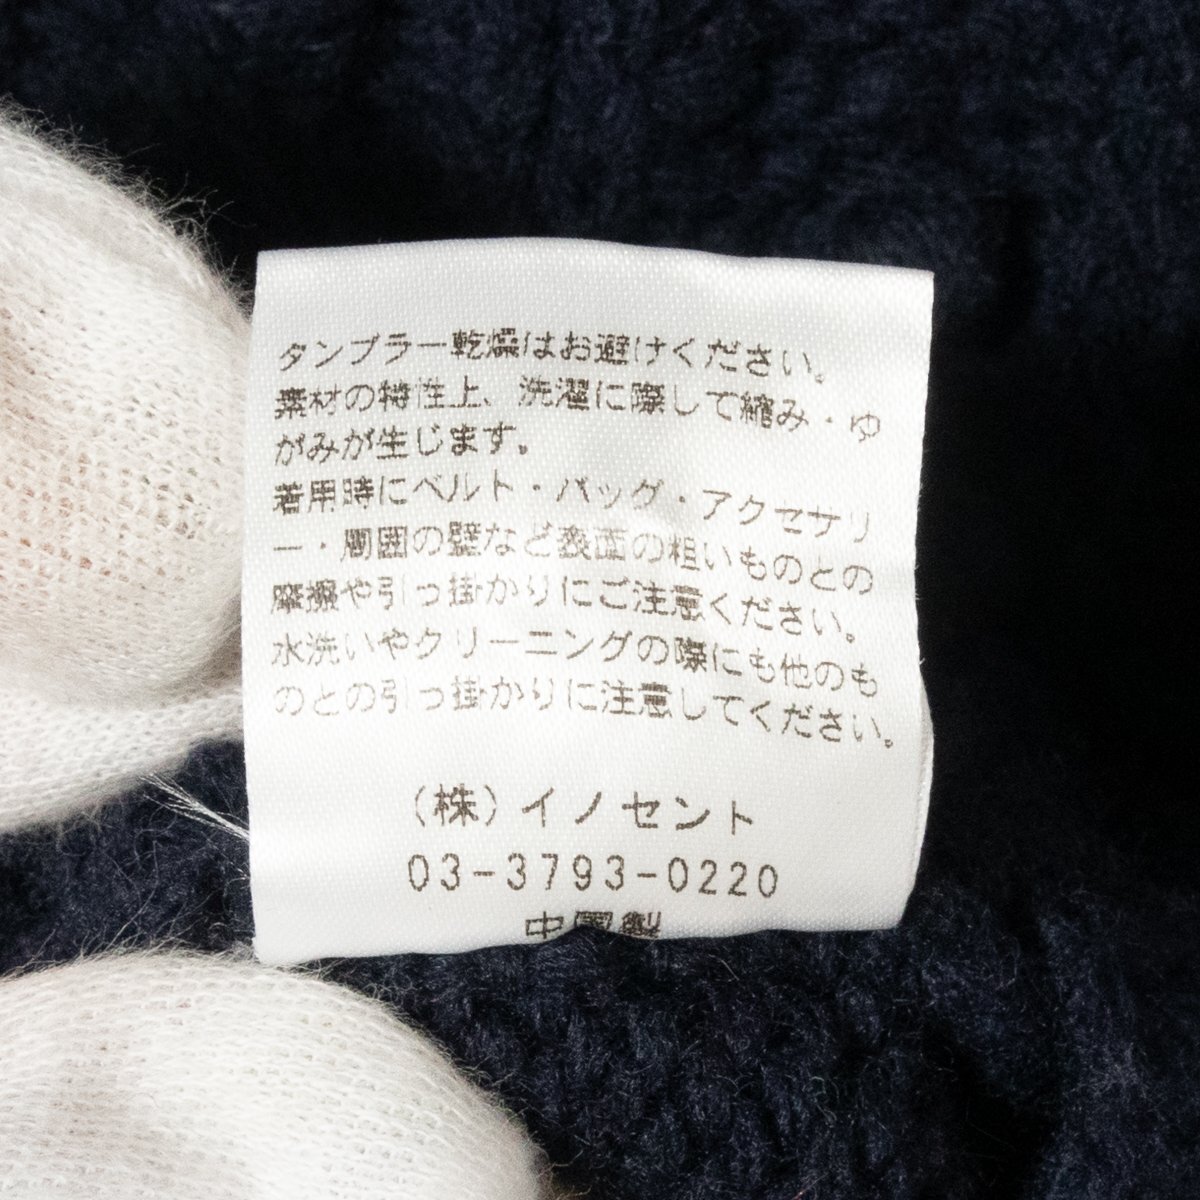 タンブラー乾燥はお避けください。
素材の特性上、洗濯に際して縮み・ゆ
がみが生じます。
着用時にベルト・バッグ・アクセサリ
ー・周囲の壁など表面の粗いものとの
摩擦や引っ掛かりにご注意ください。
水洗いやクリーニングの際にも他のも
のとの引っ掛かりに注意してください。
(株)イノセント
03-3793-0220
中国製